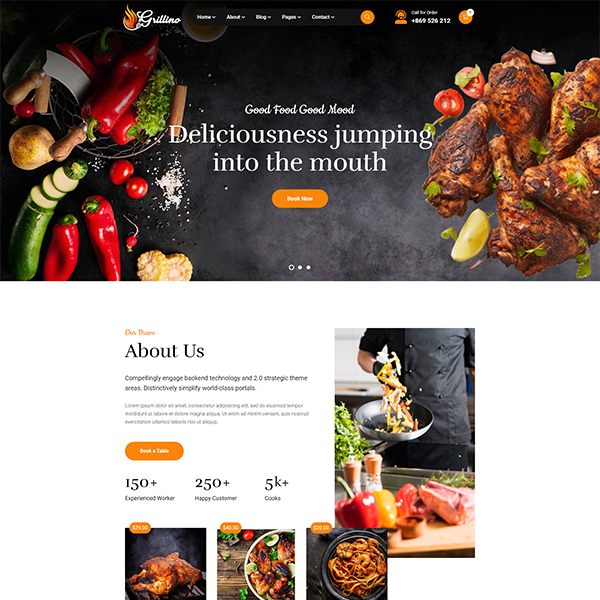 Grillino
Home
About
Blog
Pages
Contact
Call for Order
+869 526 212
0
Good Food Good Mood
Deliciousness jumping
into the mouth
Book Now
Our Prave
About Us
Compellingly engage backend technology and 2.0 strategic theme
areas. Distinctively simplify world-class portals.
Lorem ipsum dolor sit amet, consectetur adipiscing elit, sed do eiusmod tempor
incididunt ut labore et dolore magna aliqua. Ut enim ad minim veniam, quis nostrud
exercitation ullamco laboris nisi ut aliquip.
Book a Table
150+
250+
5k+
Experienced Worker
Happy Customer
Cooks
$29.00
$40.00
$20.00